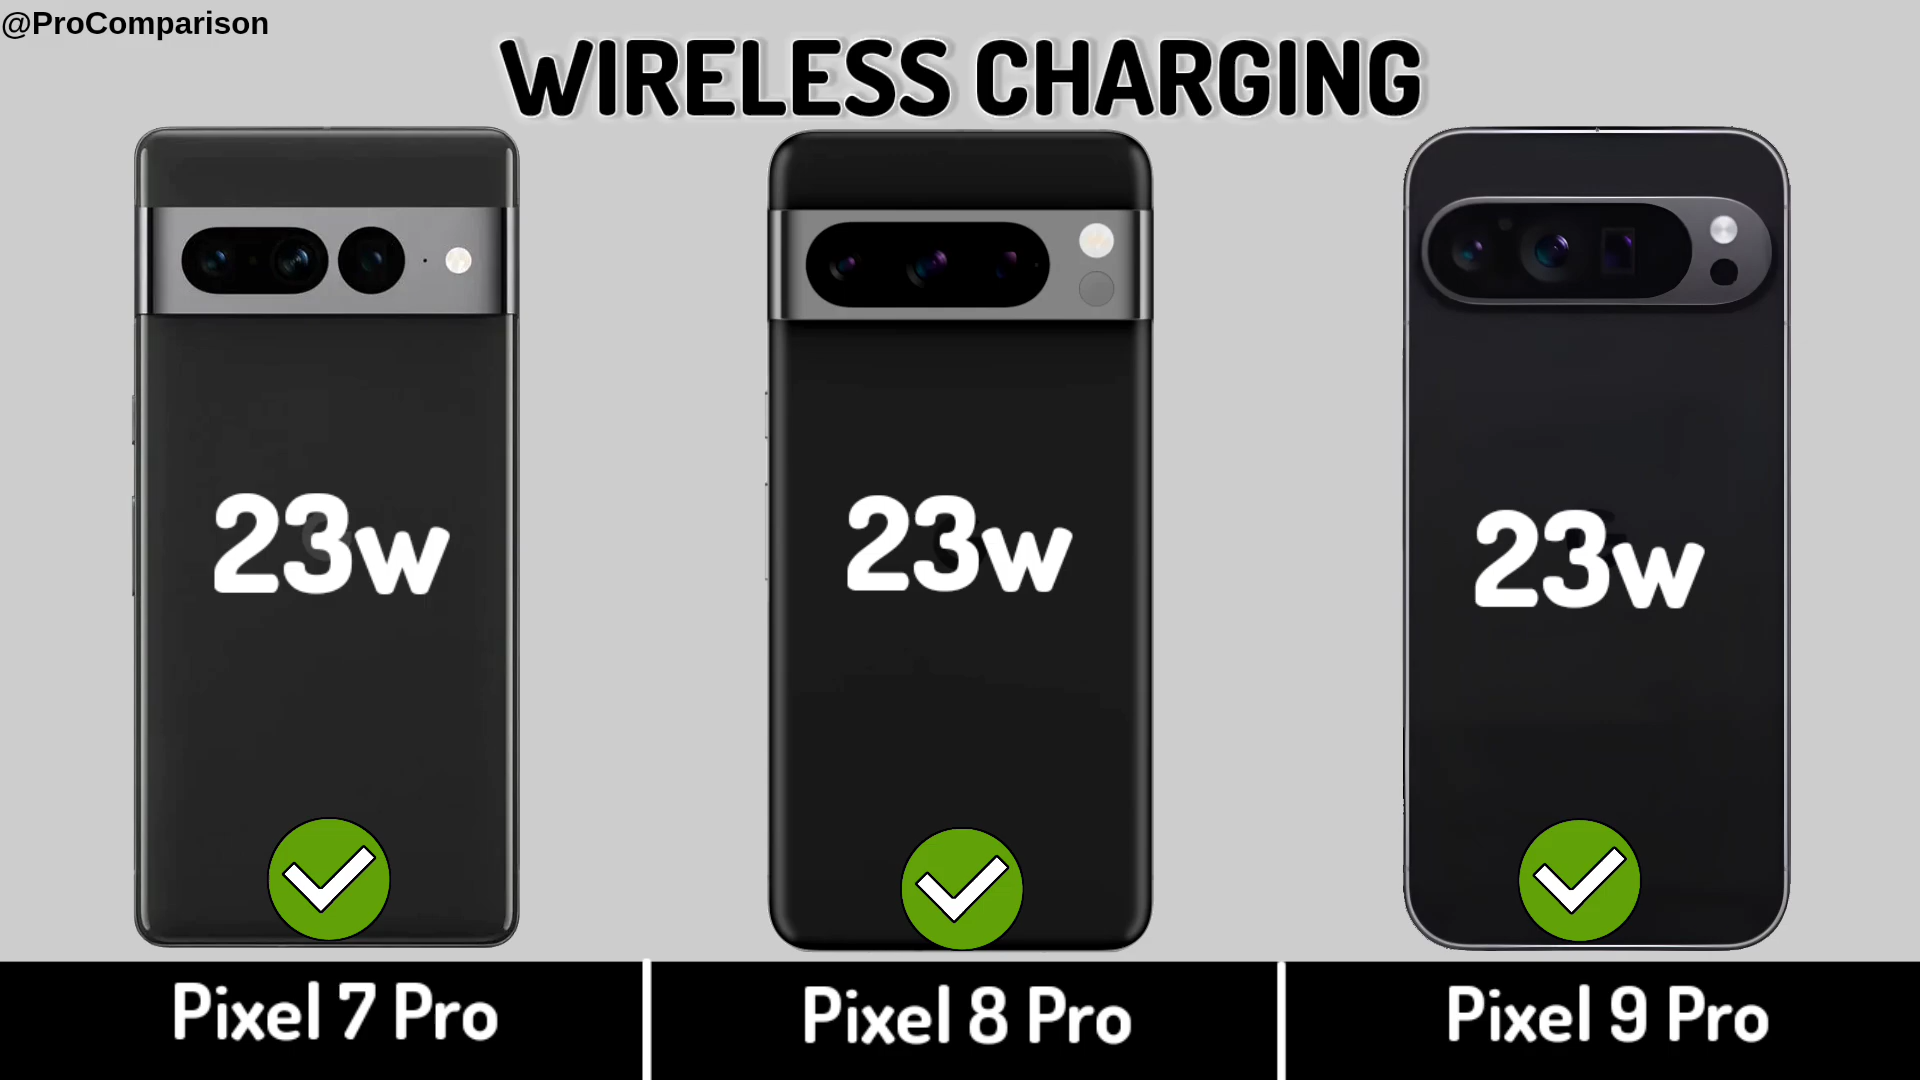 @ProComparison
WIRELESS CHARGING
23w
23w
23w
Pixel 7 Pro
Pixel 8 Pro
Pixel 9 Pro